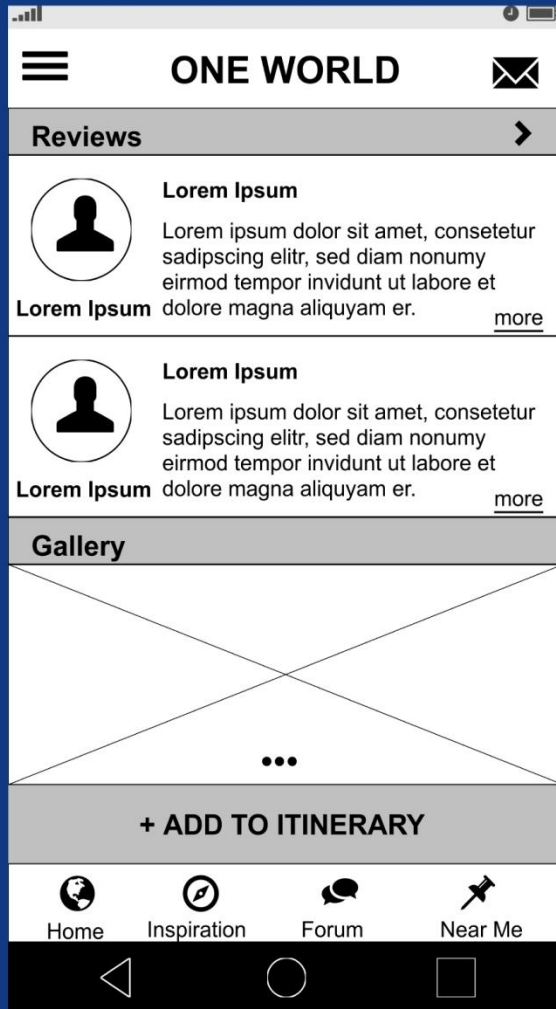 ONE WORLD
Reviews
Lorem Ipsum
Lorem ipsum dolor sit amet, consetetur
sadipscing elitr, sed diam nonumy
eirmod tempor invidunt ut labore et
dolore magna aliquyam er.
more
Lorem Ipsum
Lorem Ipsum
Lorem ipsum dolor sit amet, consetetur
sadipscing elitr, sed diam nonumy
eirmod tempor invidunt ut labore et
dolore magna aliquyam er.
more
Lorem Ipsum
Gallery
+ ADD TO ITINERARY
Home
Inspiration
Forum
Near Me